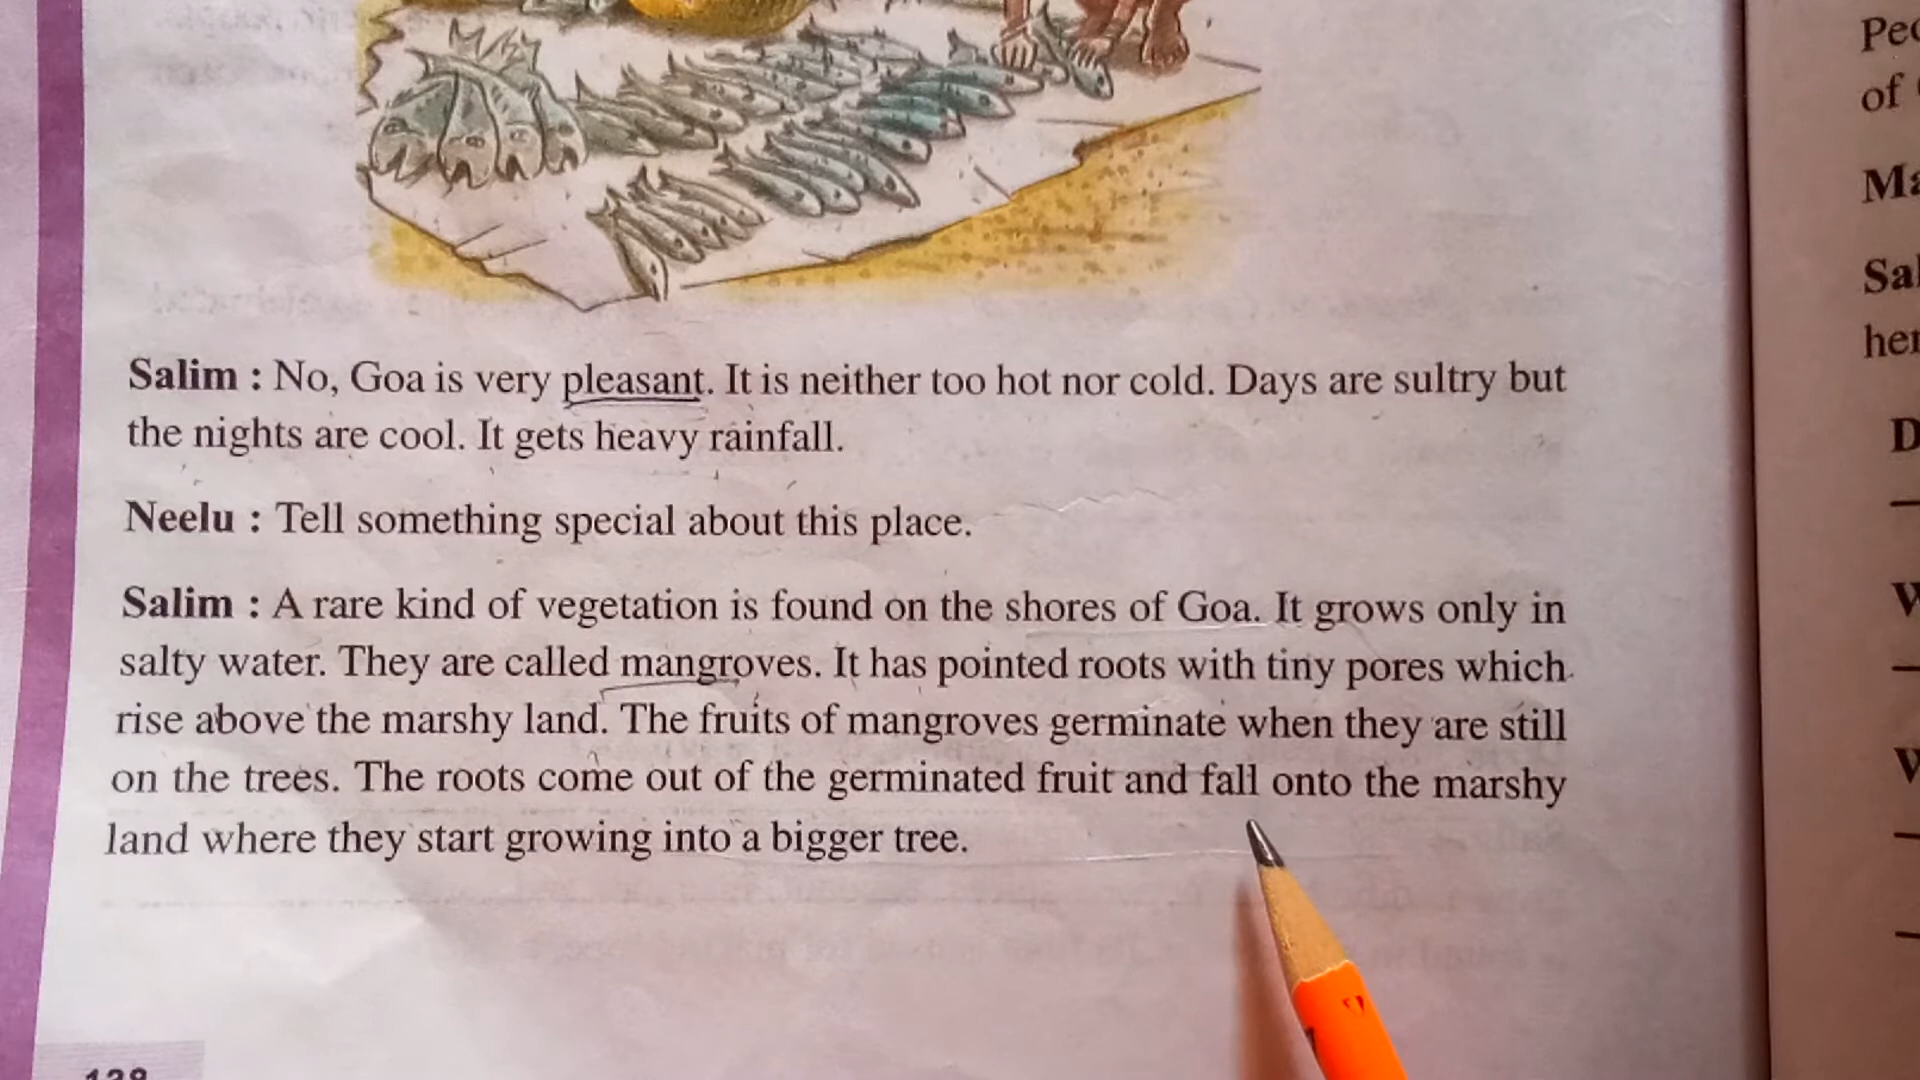 Salim : No, Goa is very pleasant. It is neither too hot nor cold. Days are sultry but
the nights are cool. It gets heavy rainfall.
Neelu : Tell something special about this place.
Salim : A rare kind of vegetation is found on the shores of Goa. It grows only in
salty water. They are called mangroves. It has pointed roots with tiny pores which
rise above the marshy land. The fruits of mangroves germinate when they are still
on the trees. The roots come out of the germinated fruit and fall onto the marshy
land where they start growing into a bigger tree.
of